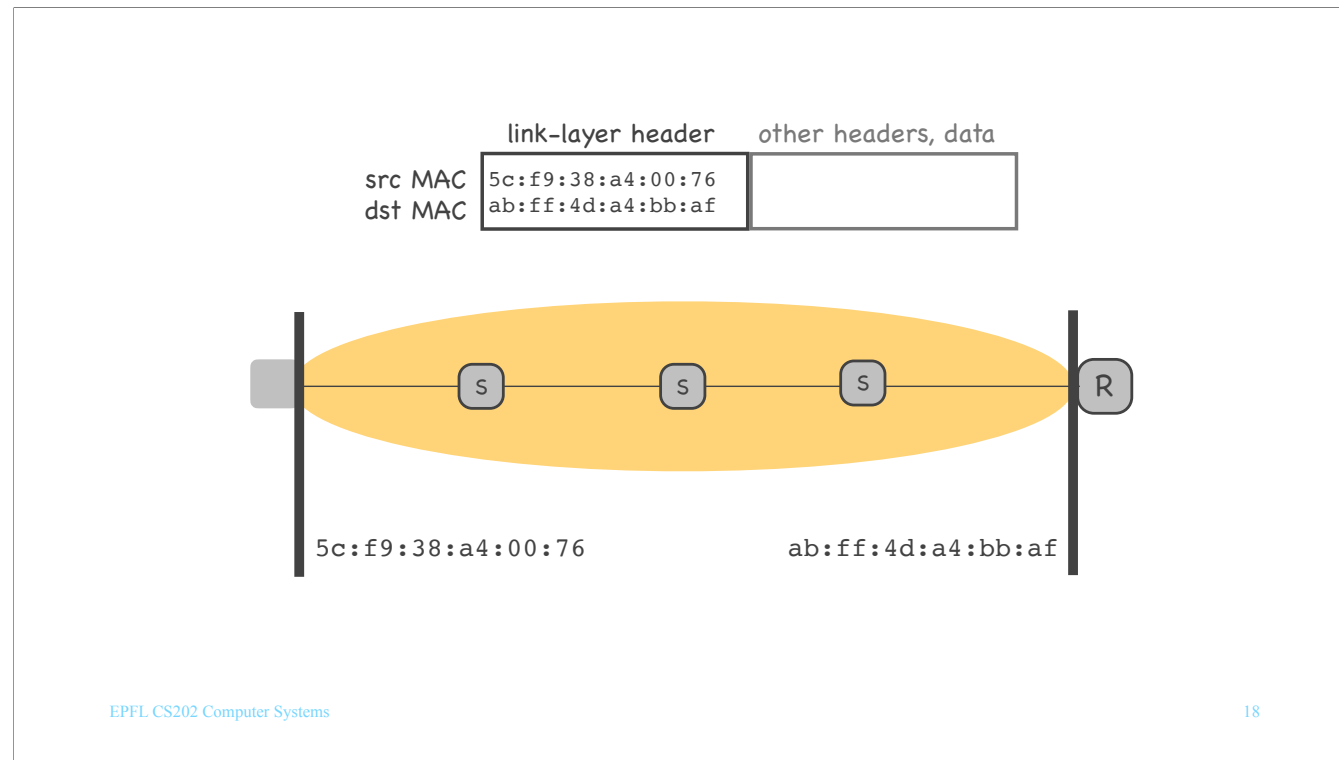 link-layer header other headers, data
src MAC 5c:f9:38:a4:00:76
dst MAC ab:ff:4d:a4:bb:af
s s s R
5c:f9:38:a4:00:76 ab:ff:4d:a4:bb:af
EPFL CS202 Computer Systems 18